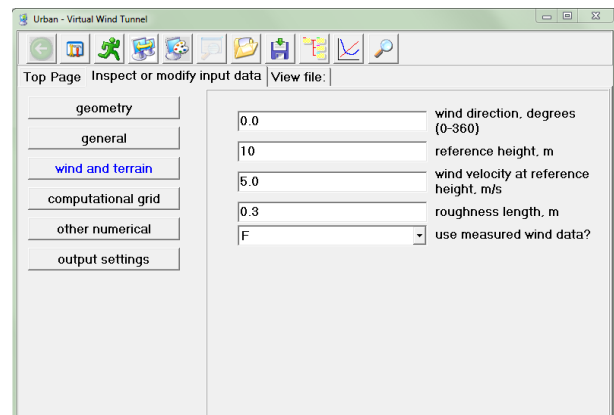 Urban - Virtual Wind Tunnel
Top Page Inspect or modify input data View file:
geometry
general
wind and terrain
computational grid
other numerical
output settings
0.0 wind direction, degrees
(0-360)
10 reference height, m
5.0 wind velocity at reference
height, m/s
0.3 roughness length, m
F use measured wind data?